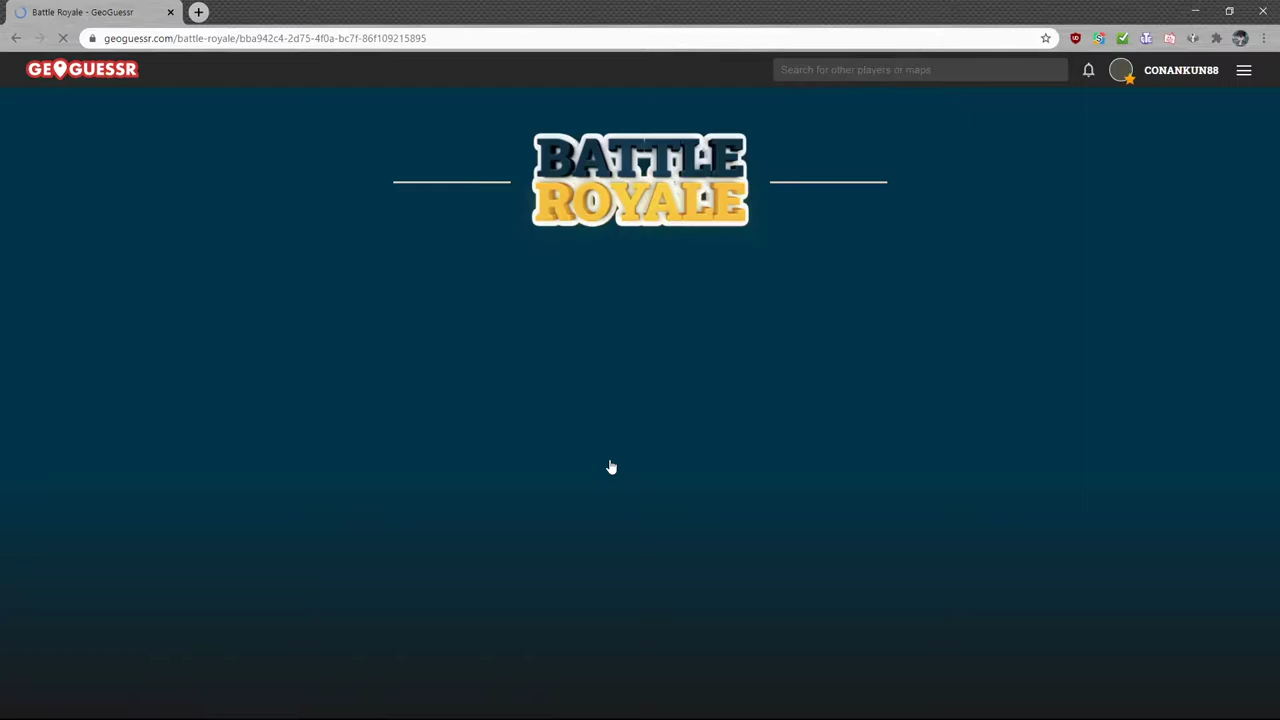 Battle Royale - GeoGuessr
geoguessr.com/battle-royale/bba942c4-2d75-4f0a-bc7f-86f109215895
GEOGUESSR
Search for other players or maps
CONANKUN88
BATTLE
ROYALE